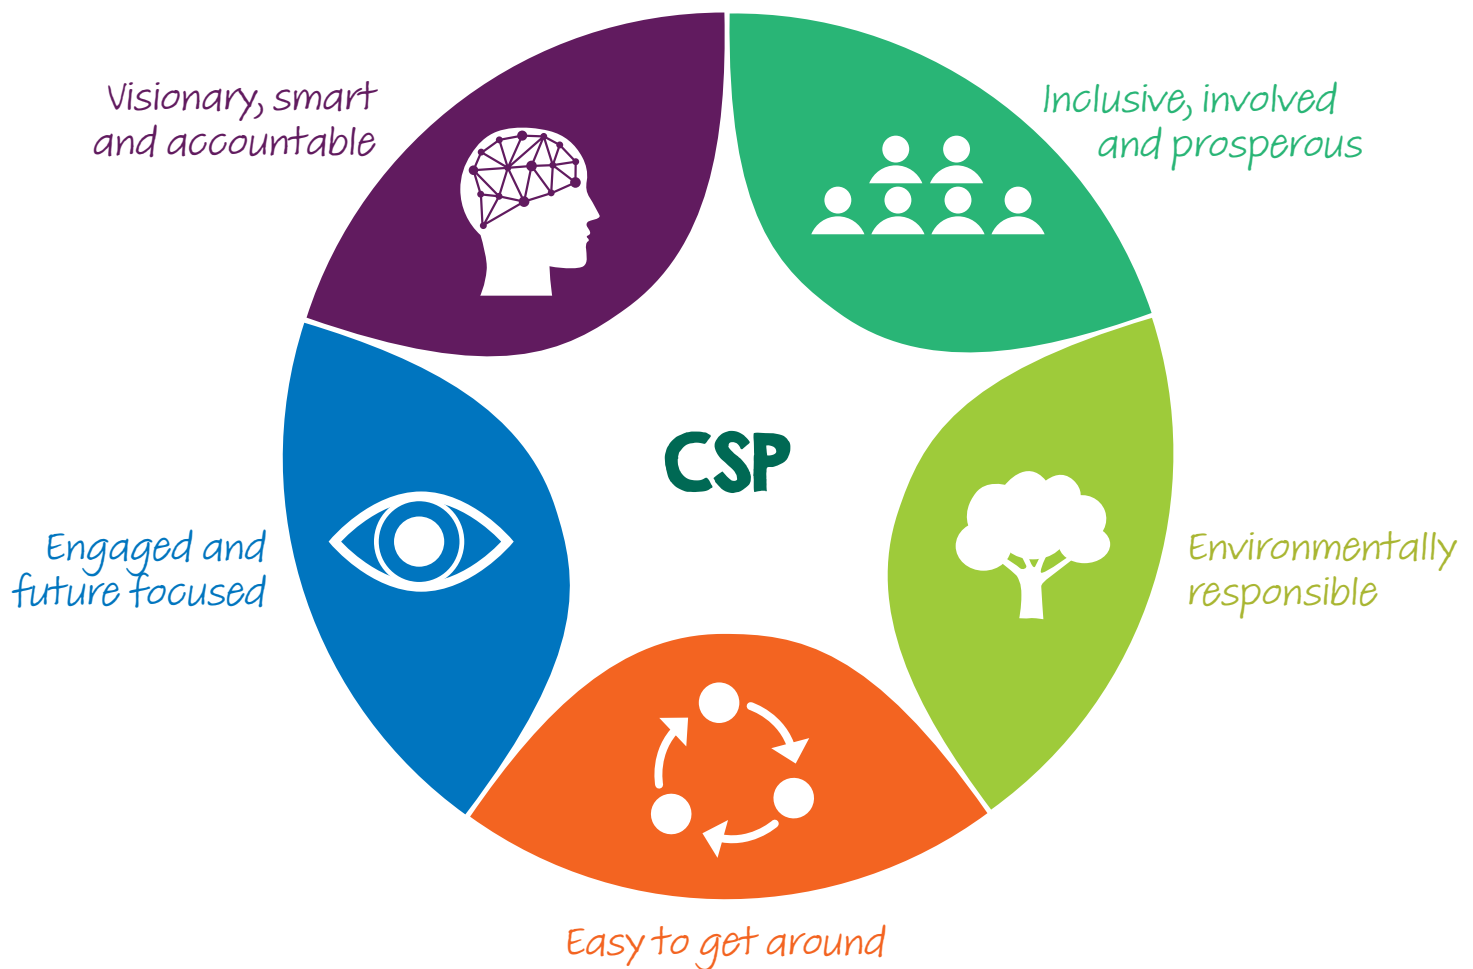 Visionary, smart
and accountable
Inclusive, involved
and prosperous
CSP
Engaged and
future focused
Environmentally
responsible
Easy to get around